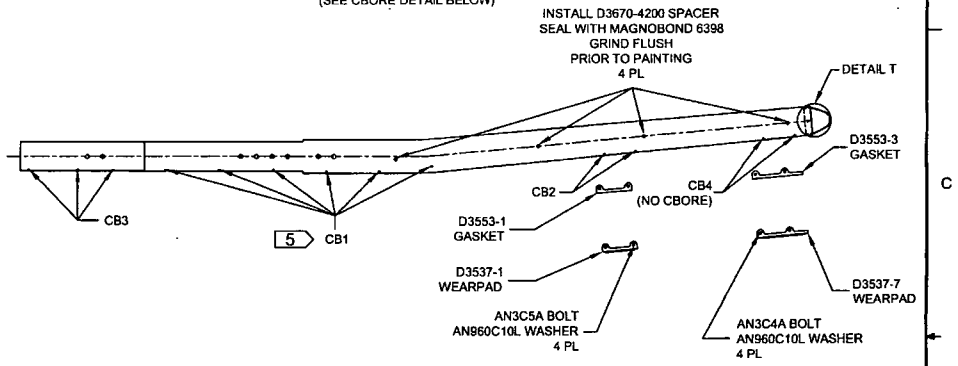 (SEE CBORE DETAIL BELOW)
INSTALL D3670-4200 SPACER
SEAL WITH MAGNOBOND 6398
GRIND FLUSH
PRIOR TO PAINTING
4 PL
DETAIL T
D3553-3
GASKET
C
CB2
CB4
(NO CBORE)
CB3
5
CB1
D3553-1
GASKET
D3537-1
WEARPAD
D3537-7
WEARPAD
AN3C5A BOLT
AN960C10L WASHER
4 PL
AN3C4A BOLT
AN960C10L WASHER
4 PL